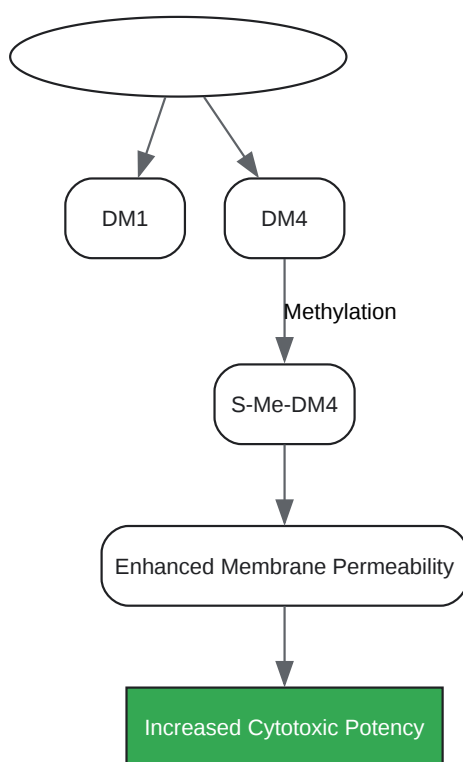 DM1
DM4
Methylation
S-Me-DM4
Enhanced Membrane Permeability
Increased Cytotoxic Potency